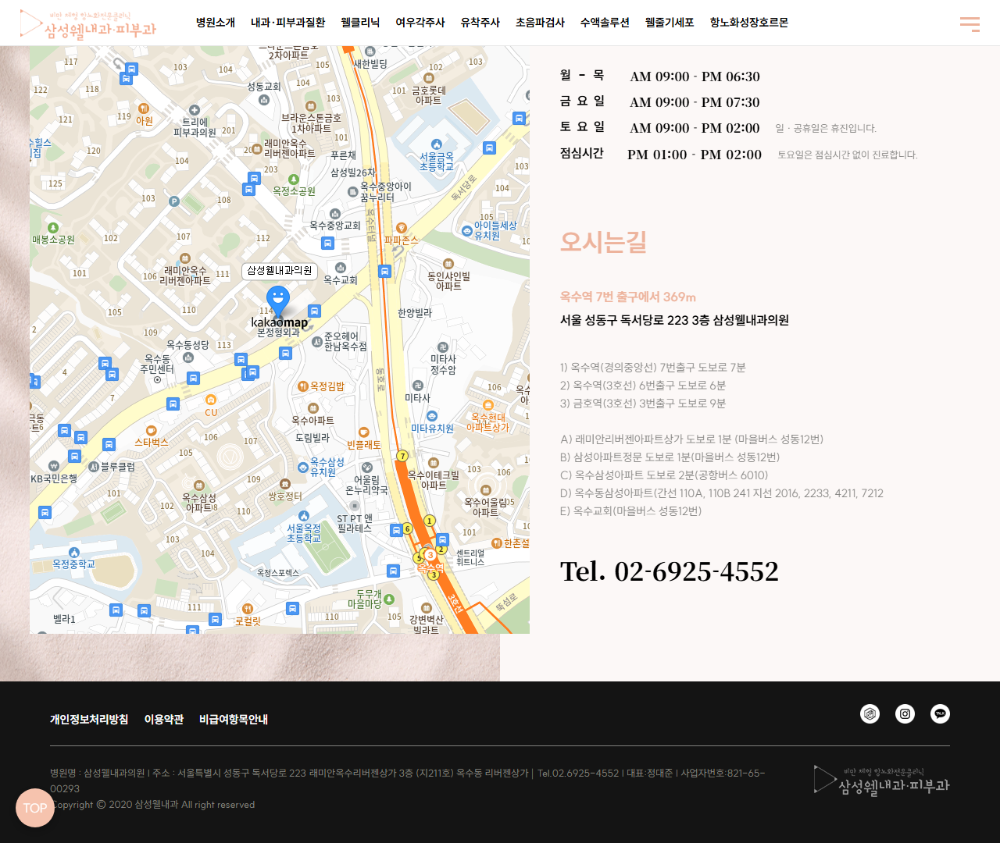 비만 체형 항노화전문클리닉
삼성웰내과·피부과
병원소개 내과·피부과질환 웰클리닉 여우각주사 유착주사 초음파검사 수액솔루션 웰줄기세포 항노화성장호르몬
월 - 목 AM 09:00 - PM 06:30
금 요 일 AM 09:00 - PM 07:30
토 요 일 AM 09:00 - PM 02:00 일 · 공휴일은 휴진입니다.
점심시간 PM 01:00 - PM 02:00 토요일은 점심시간 없이 진료합니다.
오시는길
옥수역 7번 출구에서 369m
서울 성동구 독서당로 223 3층 삼성웰내과의원
1) 옥수역(경의중앙선) 7번출구 도보로 7분
2) 옥수역(3호선) 6번출구 도보로 6분
3) 금호역(3호선) 3번출구 도보로 9분
A) 래미안리버젠아파트상가 도보로 1분 (마을버스 성동12번)
B) 삼성아파트정문 도보로 1분(마을버스 성동12번)
C) 옥수삼성아파트 도보로 2분(공항버스 6010)
D) 옥수동삼성아파트(간선 110A, 110B 241 지선 2016, 2233, 4211, 7212
E) 옥수교회(마을버스 성동12번)
Tel. 02-6925-4552
2차아파트
새한빌딩
117
103
105
102
103
성동교회
104
금호롯데
아파트
101
122
118
121
119
아원
트리에
피부과의원
브라운스톤금호
1차아파트
103
201
101
래미안옥수
리버젠아파트
푸른채
서울금옥
초등학교
120
104
203
삼성빌26차
103
125
옥정소공원
옥수중앙아이
꿈누리터
독서당로
104
103
P
108
옥수중앙교회
옥수터널
105
아이들세상
유치원
매봉소공원
102
107
112
파파존스
래미안옥수
리버젠아파트
삼성웰내과의원
101
106
111
옥수교회
동인샤인빌
아파트
105
110
114
한양빌라
kakaomap
본정형외과
109
옥수동성당
113
준오헤어
한남옥수점
옥수동
주민센터
미타사
정수암
4
동호로
7
CU
옥정김밥
미타사
106
옥수아파트
미타유치원
옥수현대
아파트상가
스타벅스
106
107
도림빌라
빈플래토
105
7
KB국민은행
블루클럽
옥수삼성
유치원
104
109
어울림
온누리약국
옥수이테크빌
아파트
103
106
101
옥수삼성
아파트
쌍호정터
옥수어울림
아파트
102
110
ST PT 앤
필라테스
서울옥정
초등학교
1
6
101
103
한촌설
104
센트리얼
휘트니스
2
5
3
옥수역
3
옥정중학교
옥전스포렉스
두무개
마을마당
3호선
뚝섬로
벨라1
111
로컬릿
110
105
강변벽산
빌라트
개인정보처리방침 이용약관 비급여항목안내
TALK
병원명 : 삼성웰내과의원 I 주소 : 서울특별시 성동구 독서당로 223 래미안옥수리버젠상가 3층 (지211호) 옥수동 리버젠상가 | Tel.02.6925-4552 I 대표:정대준 I 사업자번호:821-65-
00293
Copyright © 2020 삼성웰내과 All right reserved
비만 체형 항노화전문클리닉
삼성웰내과·피부과
TOP